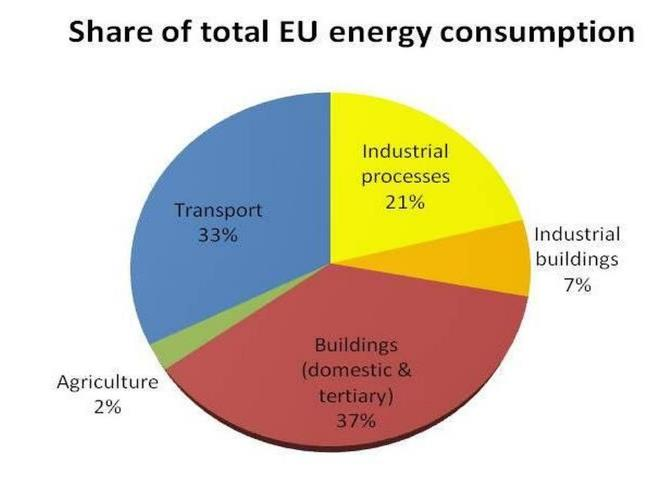 Share of total EU energy consumption
Industrial
processes
21%
Industrial
buildings
7%
Buildings
(domestic &
tertiary)
37%
Agriculture
2%
Transport
33%